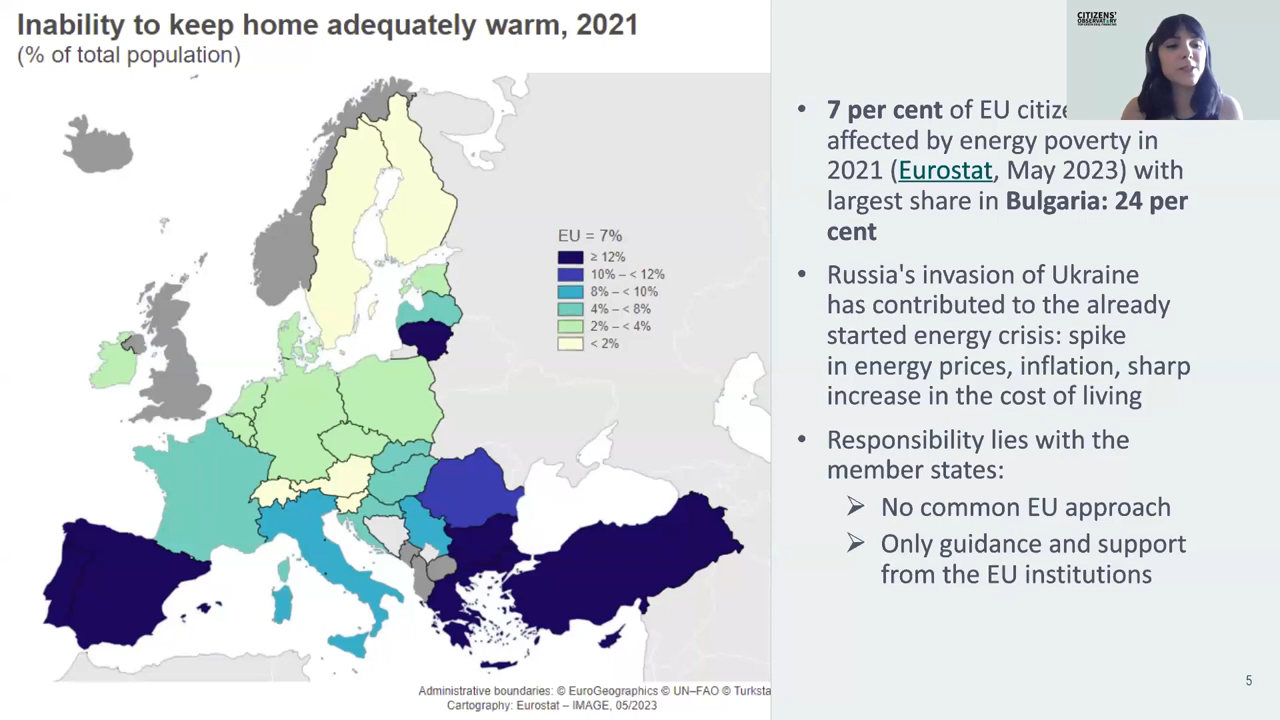 Inability to keep home adequately warm, 2021
(% of total population)
EU = 7%
≥ 12%
10% – < 12%
8% – < 10%
4% – < 8%
2% – < 4%
< 2%
Administrative boundaries: © EuroGeographics © UN–FAO © Turksta
Cartography: Eurostat – IMAGE, 05/2023
CITIZENS'
OBSERVATORY
• 7 per cent of EU citize
affected by energy poverty in
2021 (Eurostat, May 2023) with
largest share in Bulgaria: 24 per
cent
• Russia's invasion of Ukraine
has contributed to the already
started energy crisis: spike
in energy prices, inflation, sharp
increase in the cost of living
• Responsibility lies with the
member states:
➢ No common EU approach
➢ Only guidance and support
from the EU institutions
5